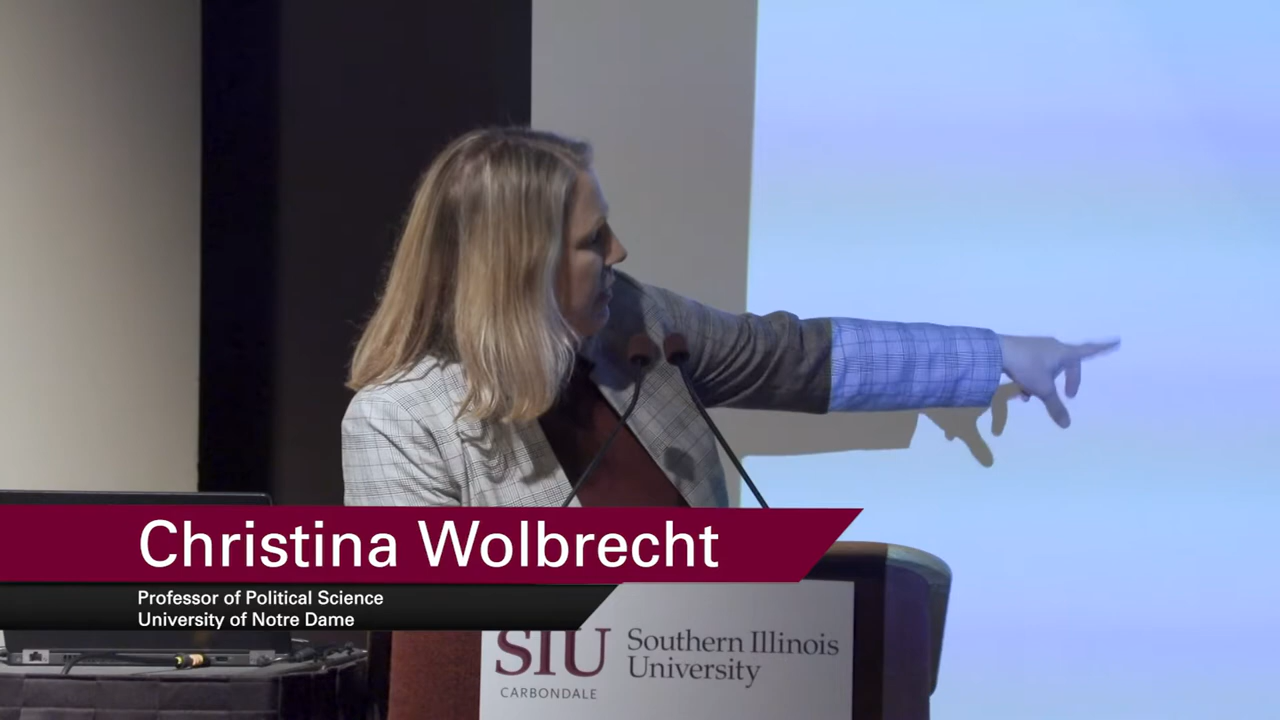 Christina Wolbrecht
Professor of Political Science
University of Notre Dame
SIU
CARBONDALE
Southern Illinois
University